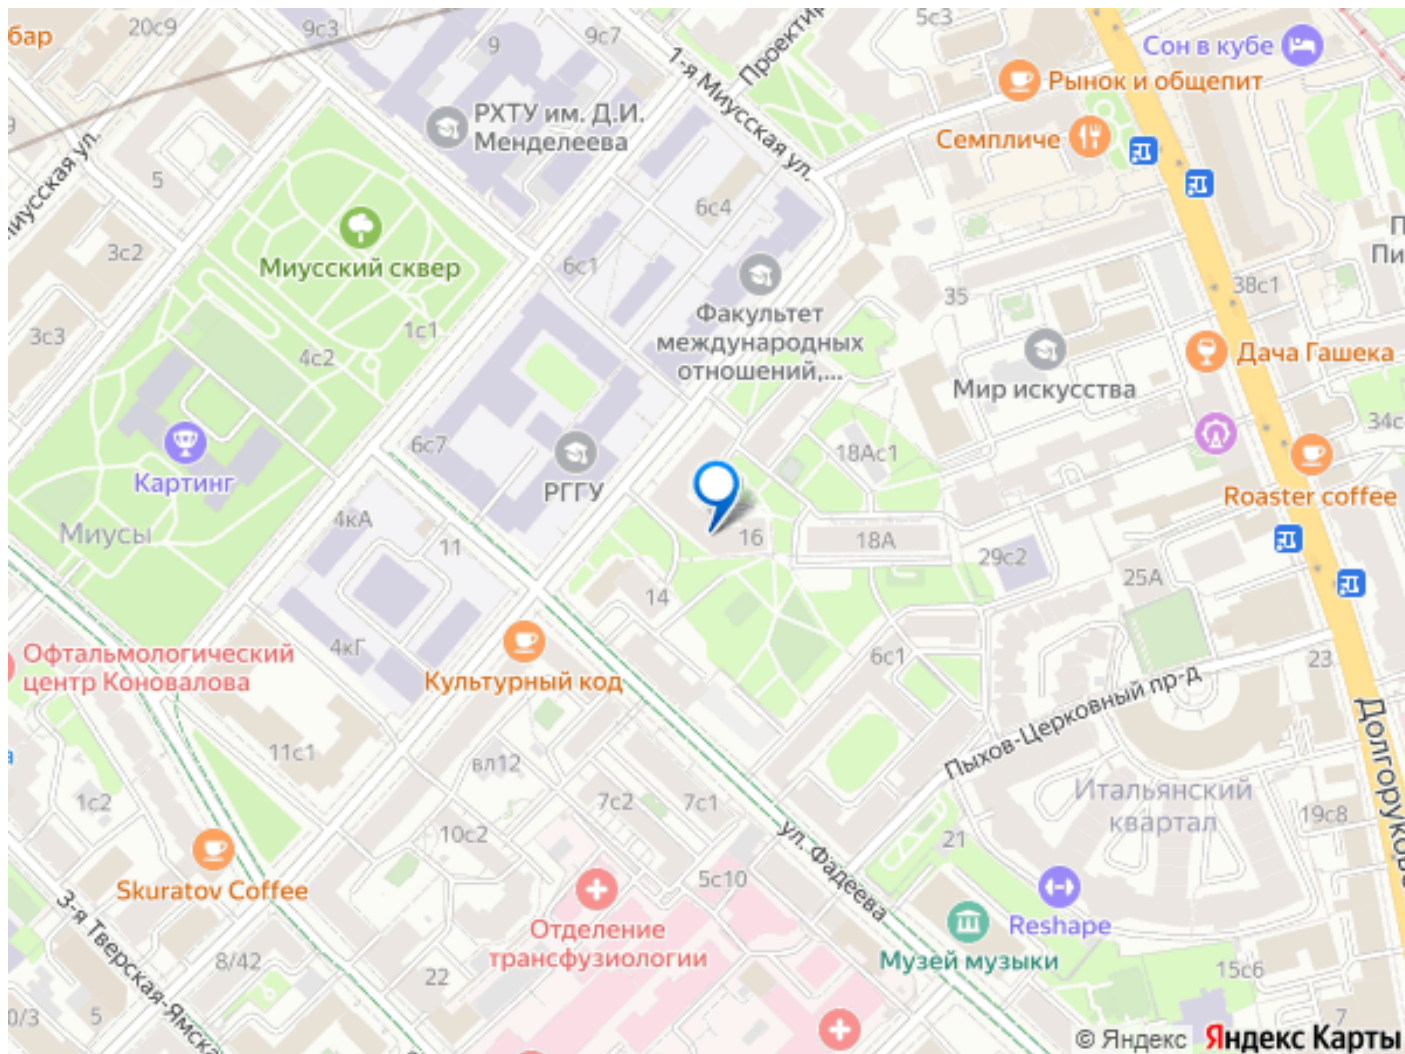 бар
20с9
9с3
9
9с7
Проектир
5с3
Сон в кубе
Рынок и общепит
1-я Миусская ул.
РХТУ им. Д.И.
Менделеева
Семпличе
9
Миусская ул.
5
6с4
3с2
Миусский сквер
6с1
П
Пи
38с1
35
Факультет
международных
отношений,...
1с1
3с3
4с2
Дача Гашека
Мир искусства
34с
6с7
18Ас1
Картинг
РГГУ
Roaster coffee
4кА
Миусы
11
16
18А
29с2
25А
14
4кГ
6с1
23
Офтальмологический
центр Коновалова
Культурный код
Пыхов-Церковный пр-д
Долгоруковс
11с1
вл12
Итальянский
квартал
а
1с2
7с2
7с1
19с8
10с2
ул. Фадеева
21
Skuratov Coffee
5с10
Reshape
3-я Тверская-Ямска
Отделение
трансфузиологии
Музей музыки
8/42
22
15с6
0/3
5
7
© Яндекс
Яндекс Карты